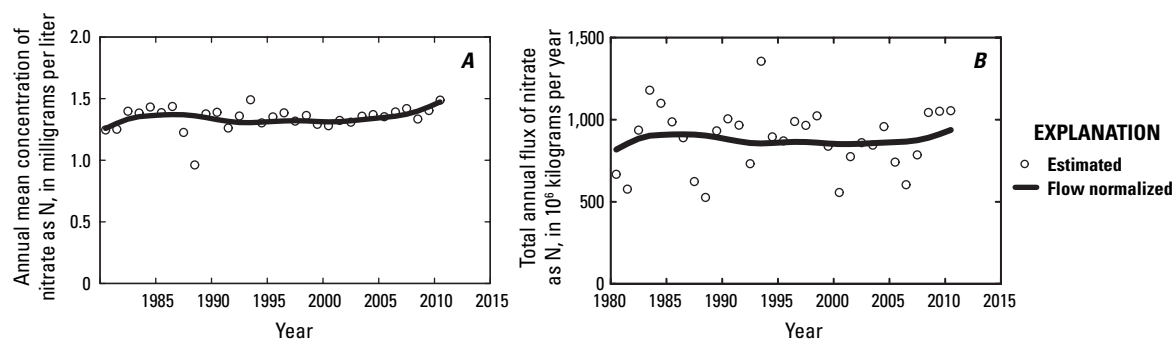 Annual mean concentration of
nitrate as N, in milligrams per liter
2.0
1.5
1.0
0.5
0
1985 1990 1995 2000 2005 2010 2015
Year
A
Total annual flux of nitrate
as N, in 10⁶ kilograms per year
1,500
1,000
500
0
1980 1985 1990 1995 2000 2005 2010 2015
Year
B
EXPLANATION
Estimated
Flow normalized